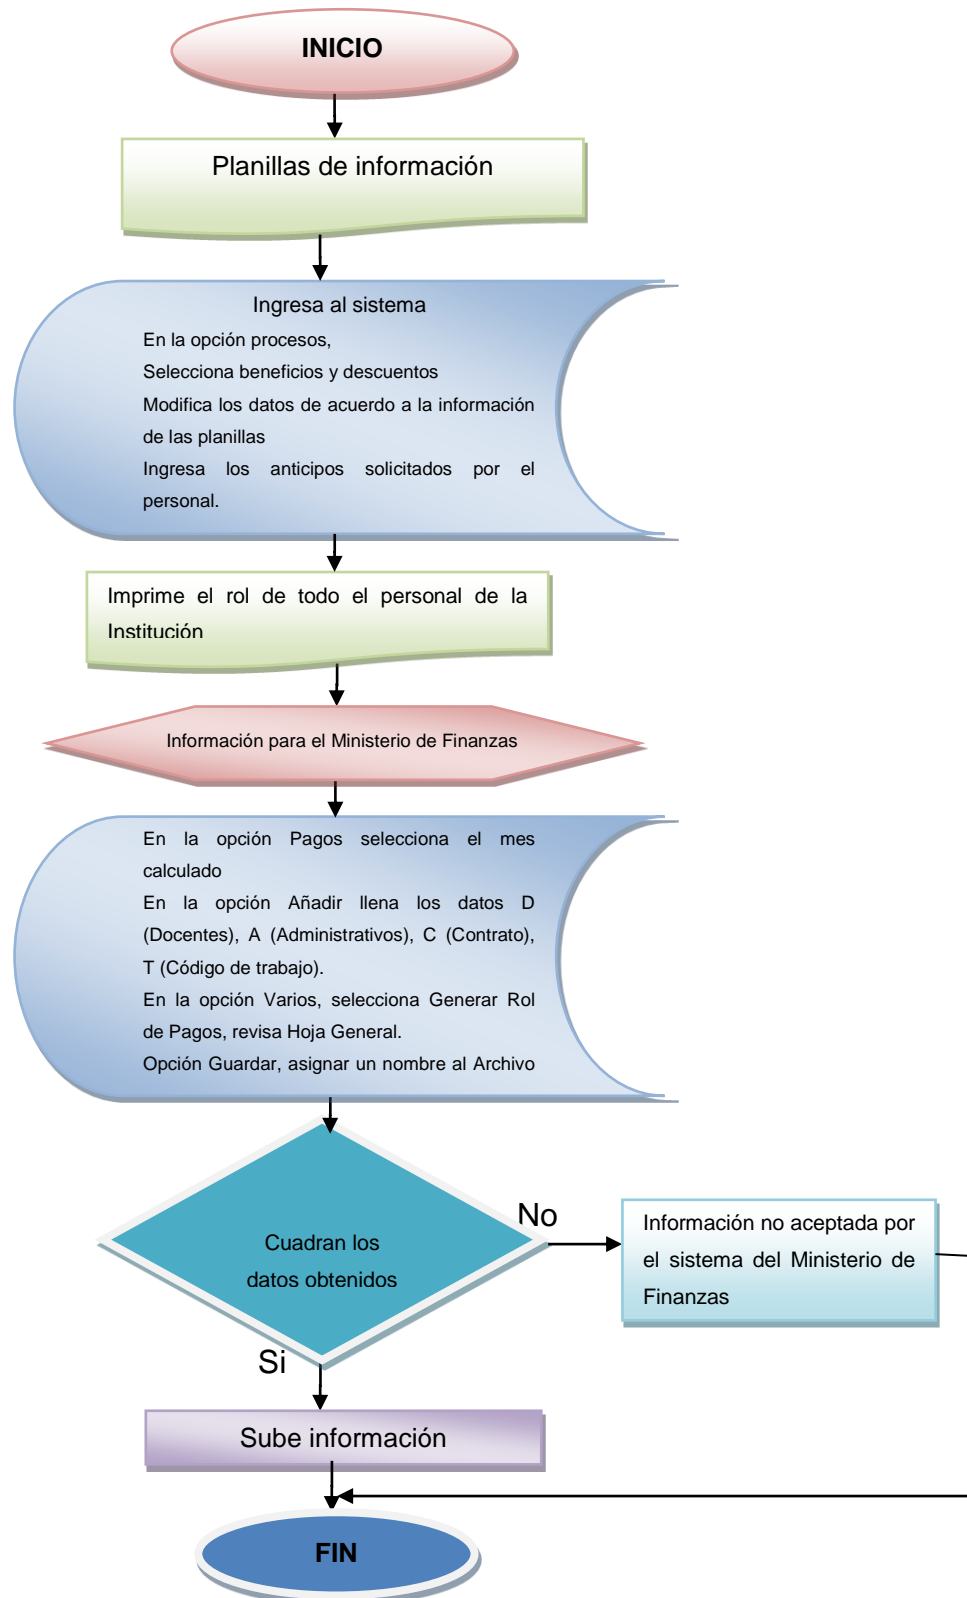 INICIO
Planillas de información
Ingresa al sistema
En la opción procesos,
Selecciona beneficios y descuentos
Modifica los datos de acuerdo a la información
de las planillas
Ingresa los anticipos solicitados por el
personal.
Imprime el rol de todo el personal de la
Institución
Información para el Ministerio de Finanzas
En la opción Pagos selecciona el mes
calculado
En la opción Añadir llena los datos D
(Docentes), A (Administrativos), C (Contrato),
T (Código de trabajo).
En la opción Varios, selecciona Generar Rol
de Pagos, revisa Hoja General.
Opción Guardar, asignar un nombre al Archivo
Cuadran los
datos obtenidos
No
Información no aceptada por
el sistema del Ministerio de
Finanzas
Si
Sube información
FIN